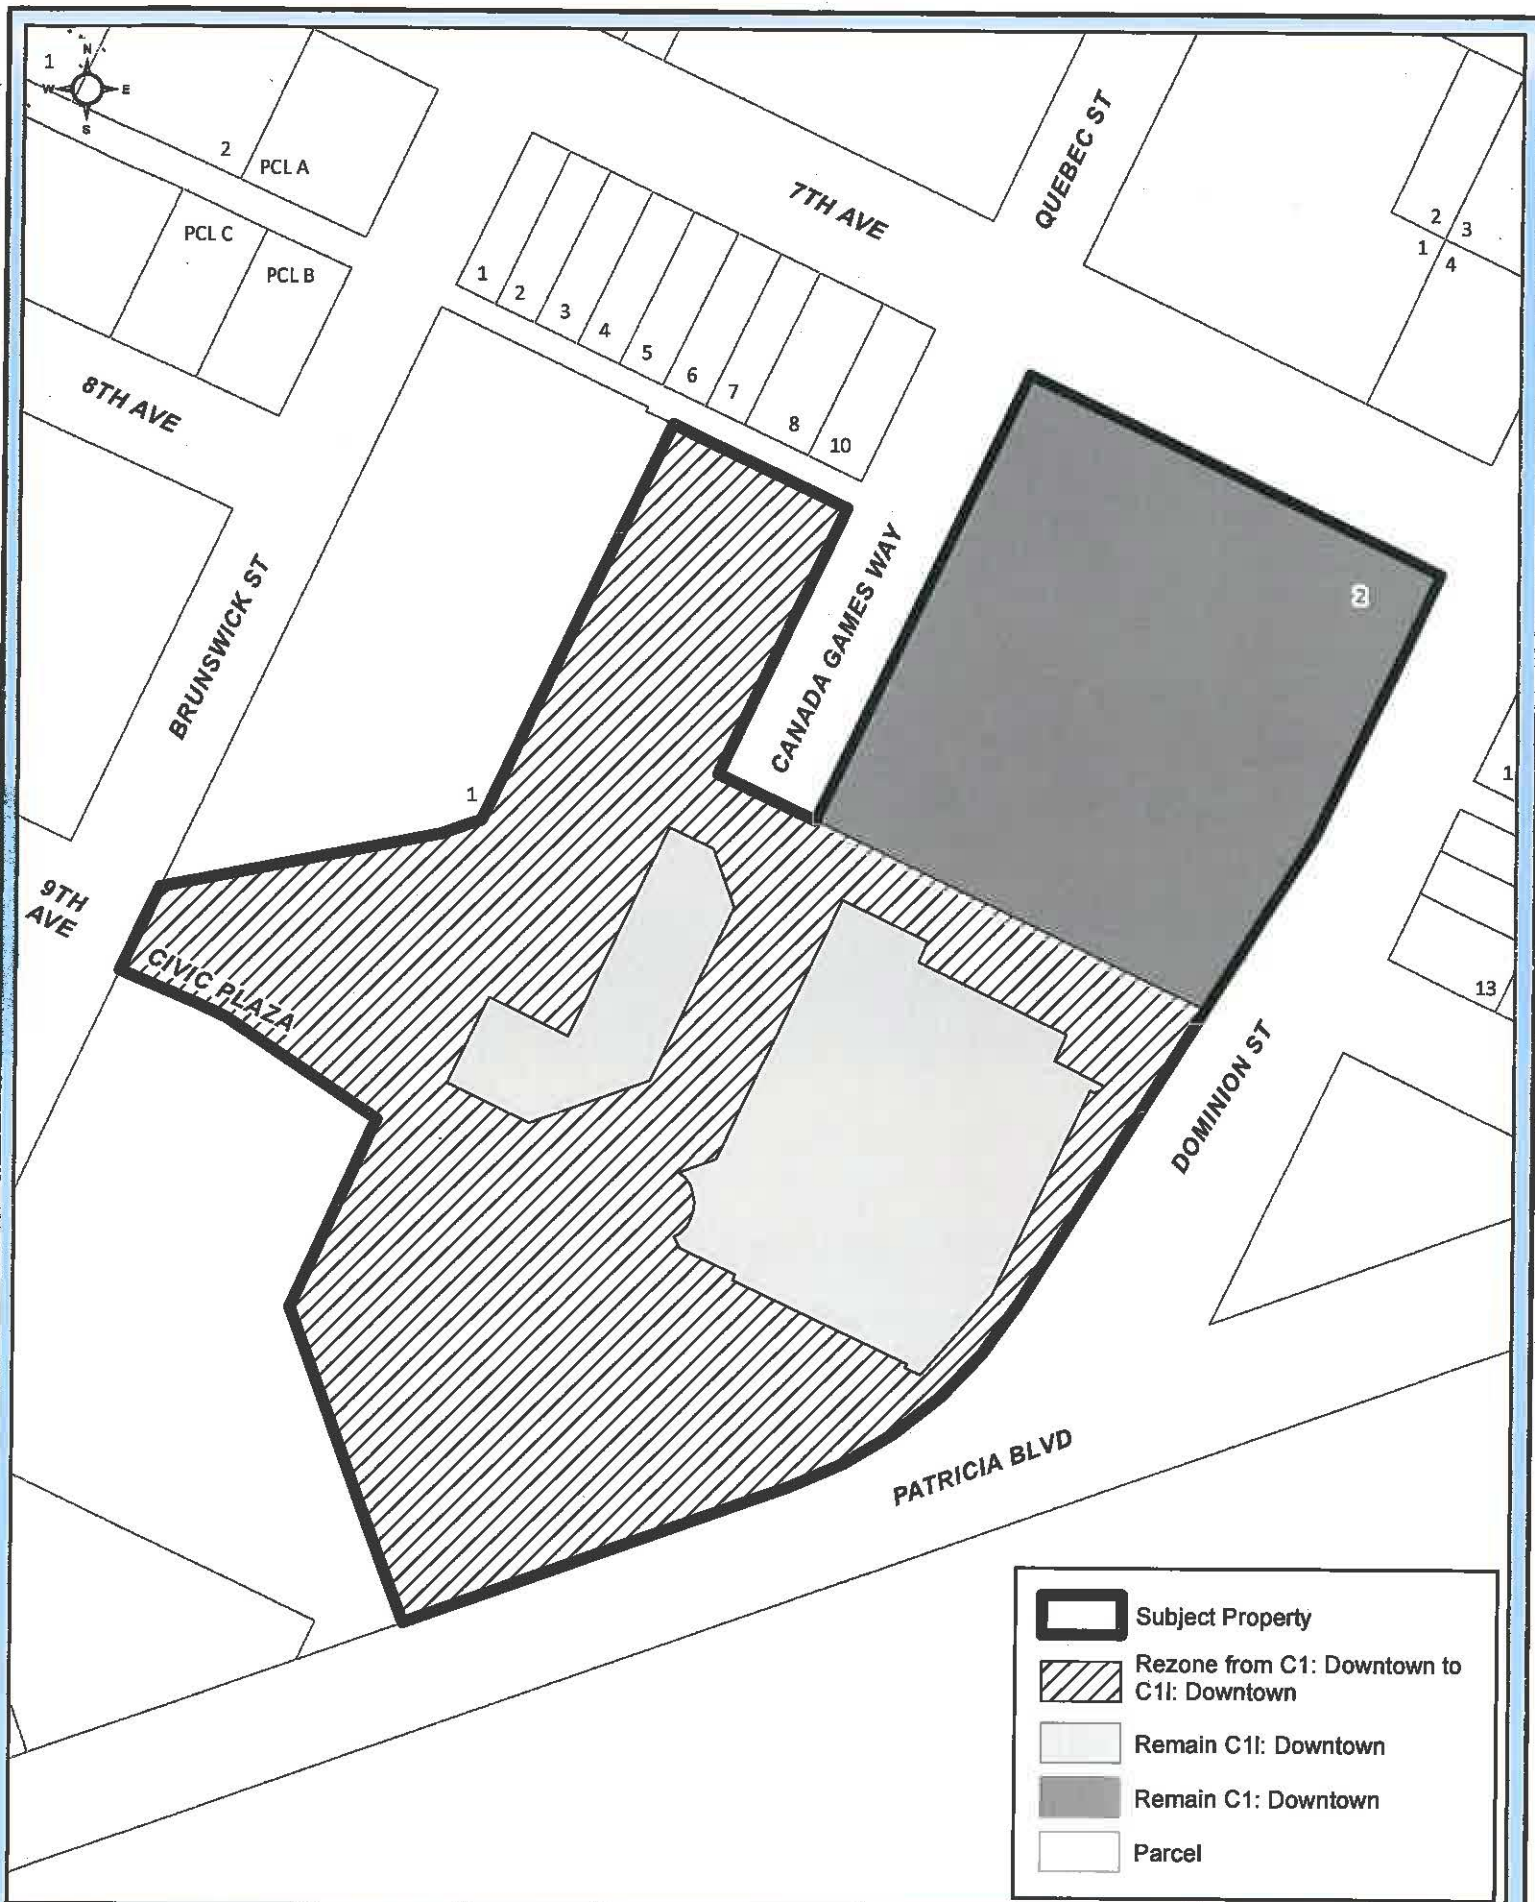 1
N
W
E
S
2
PCL A
PCL C
PCL B
7TH AVE
QUEBEC ST
2
3
1
4
1
2
3
4
5
6
7
8
10
8TH AVE
BRUNSWICK ST
CANADA GAMES WAY
2
1
1
9TH
AVE
CIVIC PLAZA
13
DOMINION ST
PATRICIA BLVD
Subject Property
Rezone from C1: Downtown to
C1l: Downtown
Remain C1l: Downtown
Remain C1: Downtown
Parcel